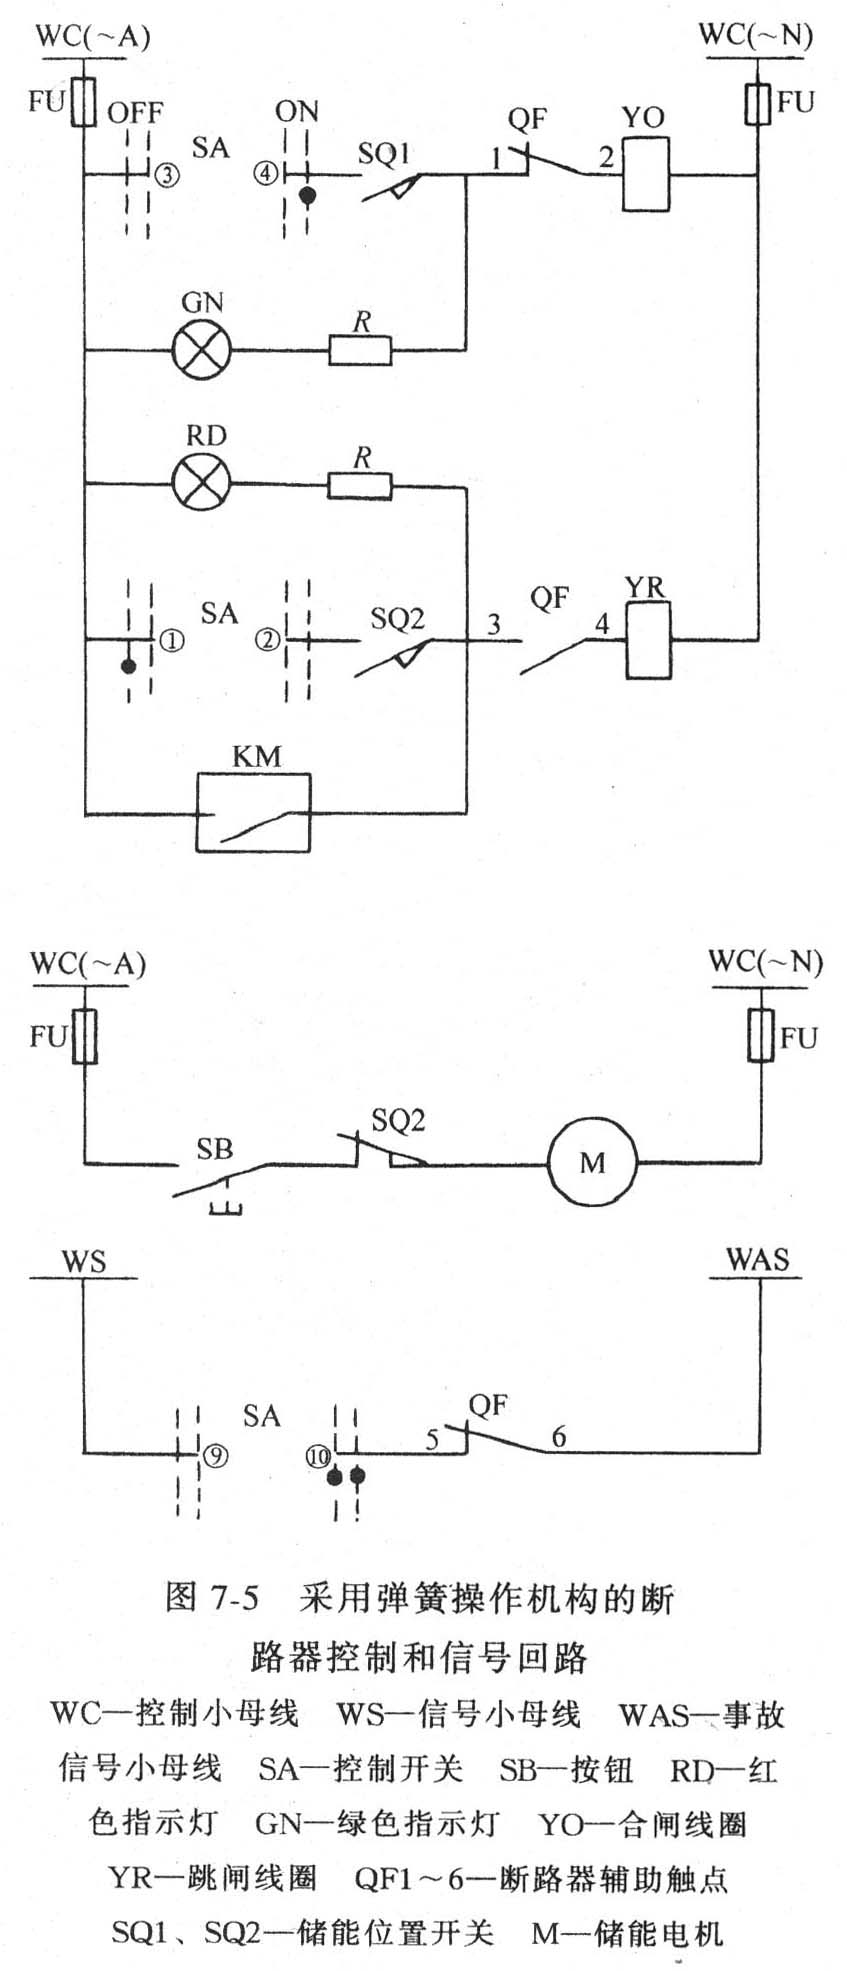 WC(~A) WC(~N)
FU OFF ON QF YO FU
SA SQ1 1 2
③ ④
GN R
RD R
SA SQ2 QF YR
① ② 3 4
KM
WC(~A) WC(~N)
FU FU
SB SQ2 M
WS WAS
SA QF
⑨ ⑩ 5 6
图 7-5 采用弹簧操作机构的断
路器控制和信号回路
WC—控制小母线 WS—信号小母线 WAS—事故
信号小母线 SA—控制开关 SB—按钮 RD—红
色指示灯 GN—绿色指示灯 YO—合闸线圈
YR—跳闸线圈 QF1～6—断路器辅助触点
SQ1、SQ2—储能位置开关 M—储能电机